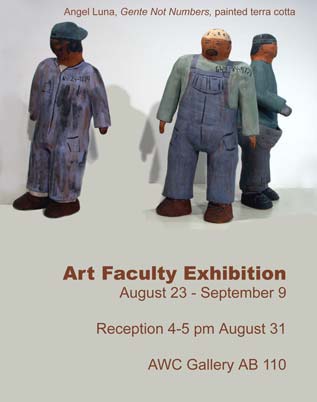 Angel Luna, Gente Not Numbers, painted terra cotta
Art Faculty Exhibition
August 23 - September 9
Reception 4-5 pm August 31
AWC Gallery AB 110